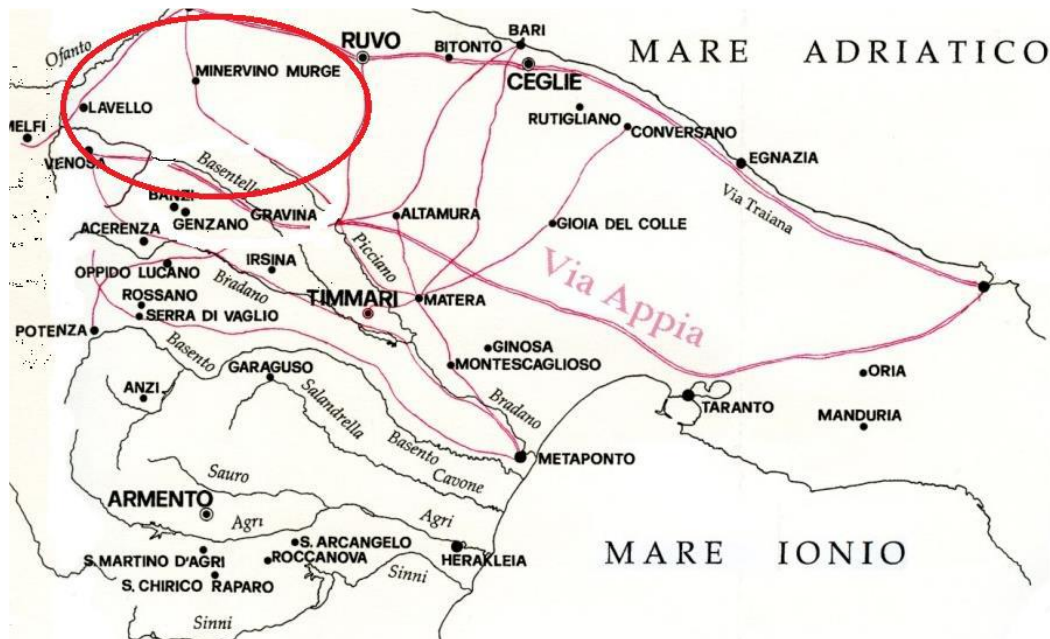 MARE ADRIATICO
Ofanto
RUVO
BITONTO
BARI
CEGLIE
MINERVINO MURGE
LAVELLO
MELFI
VENOSA
RUTIGLIANO
CONVERSANO
EGNAZIA
Via Traiana
Basentello
BANZI
GENZANO
GRAVINA
ALTAMURA
GIOIA DEL COLLE
ACERENZA
OPPIDO LUCANO
IRSINA
Picciano
Via Appia
Bradano
TIMMARI
MATERA
ROSSANO
SERRA DI VAGLIO
POTENZA
GINOSA
MONTESCAGLIOSO
Basento
GARAGUSO
ANZI
Salandrella
Bradano
ORIA
TARANTO
MANDURIA
Basento
METAPONTO
Cavone
Sauro
ARMENTO
Agri
Agri
S. ARCANGELO
ROCCANOVA
HERAKLEIA
S. MARTINO D'AGRI
S. CHIRICO RAPARO
Sinni
Sinni
MARE IONIO